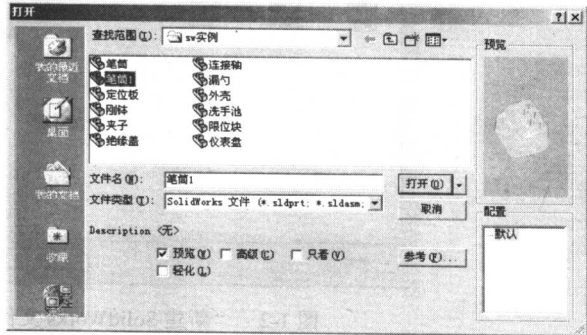 打开
查找范围(I):
sw实例
预览
笔筒
笔筒1
定位板
刚钵
夹子
绝缘盖
连接轴
漏勺
外壳
洗手池
限位块
仪表盘
我的最近
文档
桌面
我的文档
收藏
文件名(N):
笔筒1
打开(O)
文件类型(T):
SolidWorks 文件 (*.sldprt; *.sldasm;
取消
Description <无>
预览(V)
高级(C)
只看(V)
轻化(L)
参考(F)...
配置
默认